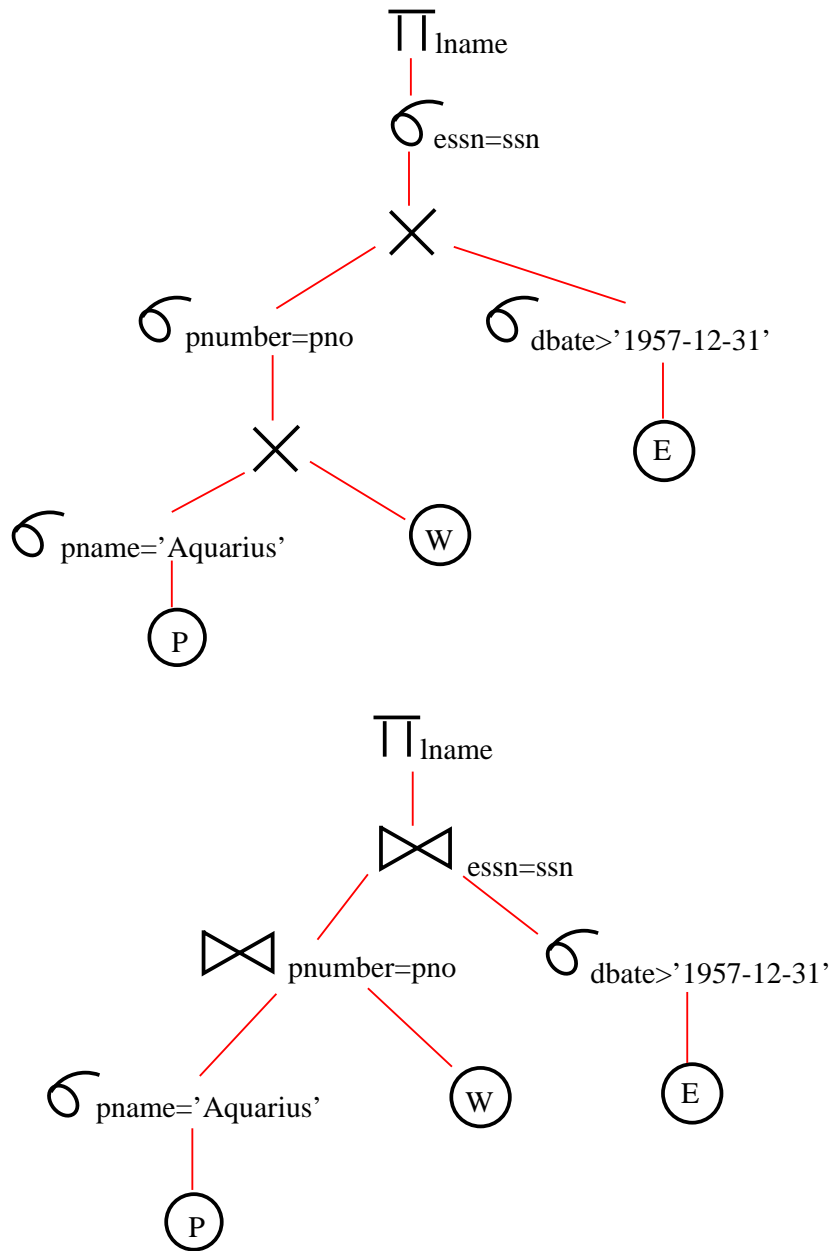 ∏ lname
σ essn=ssn
×
σ pnumber=pno σ dbate>’1957-12-31’
E
×
W
σ pname=’Aquarius’
P
∏ lname
⋈ essn=ssn
⋈ pnumber=pno σ dbate>’1957-12-31’
σ pname=’Aquarius’ W E
P